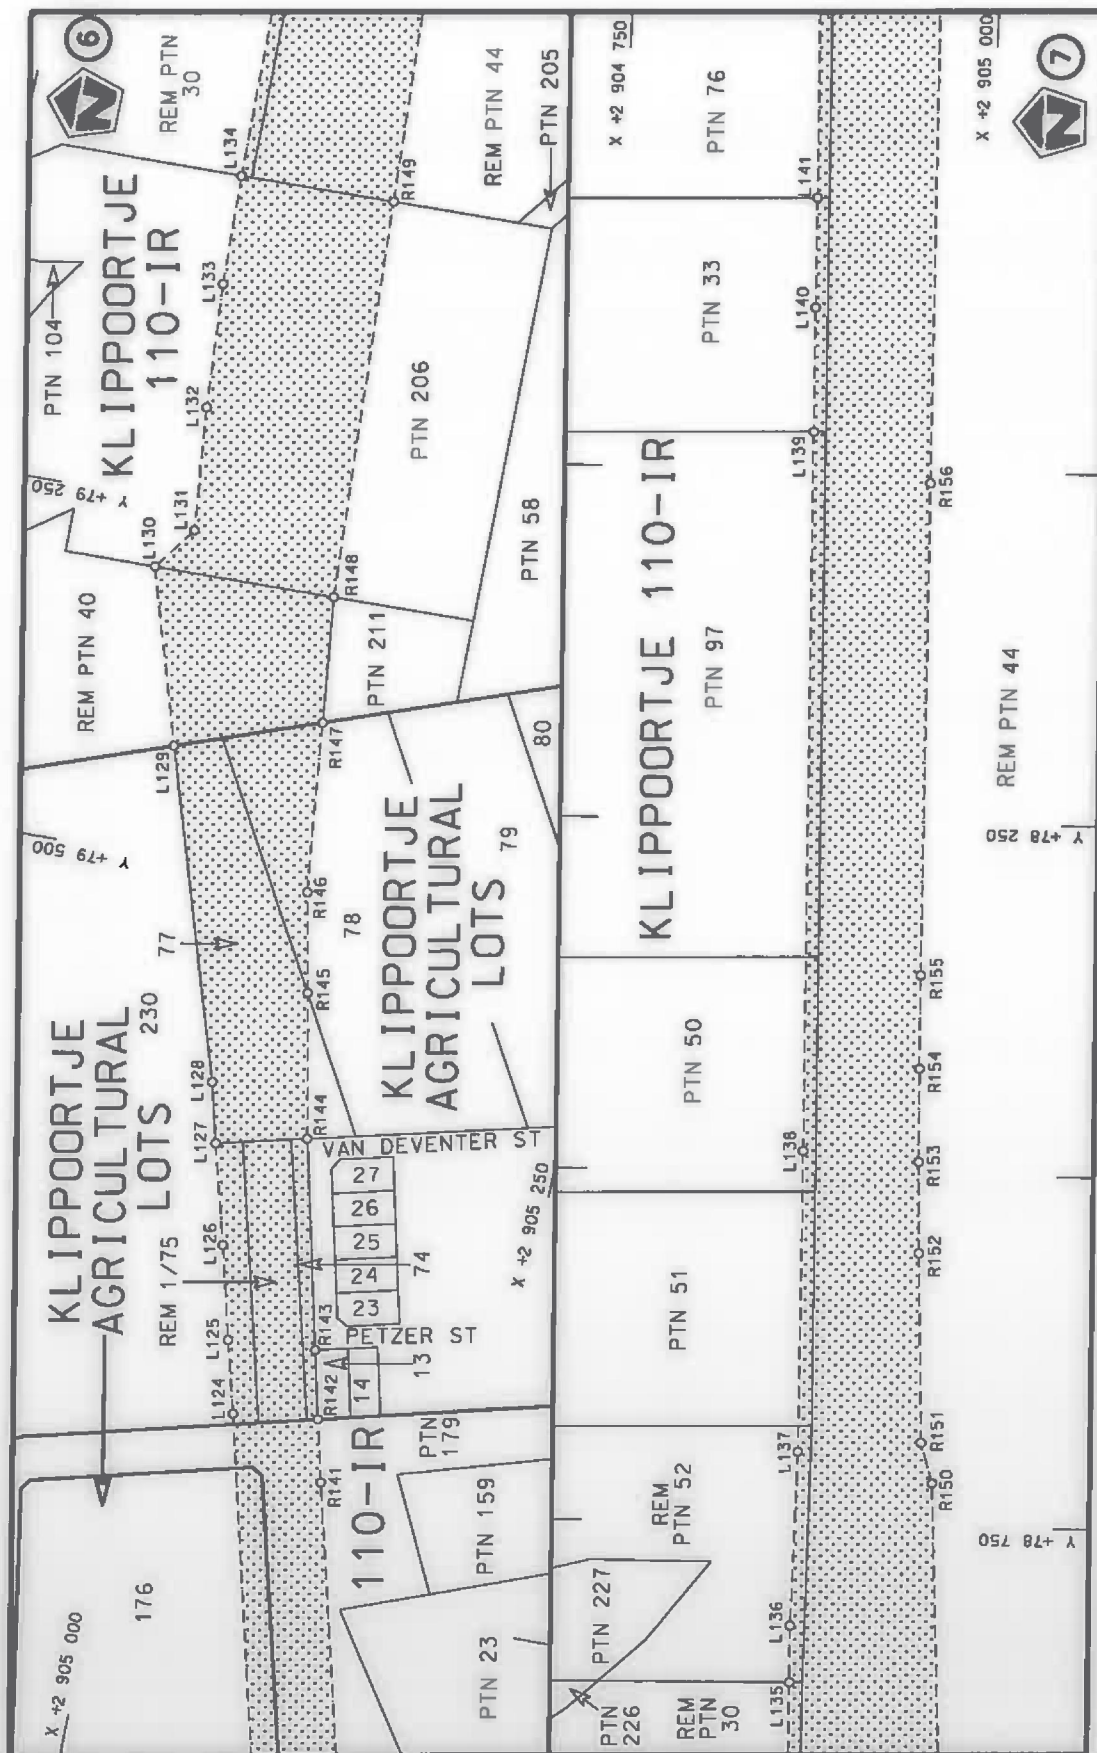 X +2 905 000
176
KLIPPOORTJE
AGRICULTURAL
LOTS
230
REM 1/75
77
Y +79 500
REM PTN 40
Y +79 250
PTN 104
KLIPPOORTJE
110-IR
REM PTN
30
N
6
L124
L125
L126
L127
L128
L129
L130
L131
L132
L133
L134
R141
R142
R143
R144
R145
R146
R147
R148
R149
110-IR
PTN 23
PTN 159
PTN
179
14
13
PETZER ST
23
24
25
26
27
74
VAN DEVENTER ST
X +2 905 250
78
KLIPPOORTJE
AGRICULTURAL
LOTS
79
80
PTN 211
PTN 58
PTN 206
REM PTN 44
PTN 205
PTN
226
PTN 227
REM
PTN
30
REM
PTN 52
PTN 51
PTN 50
KLIPPOORTJE 110-IR
PTN 97
PTN 33
PTN 76
X +2 904 750
L135
L136
L137
L138
L139
L140
L141
R150
R151
R152
R153
R154
R155
R156
Y +78 750
REM PTN 44
Y +78 250
X +2 905 000
N
7